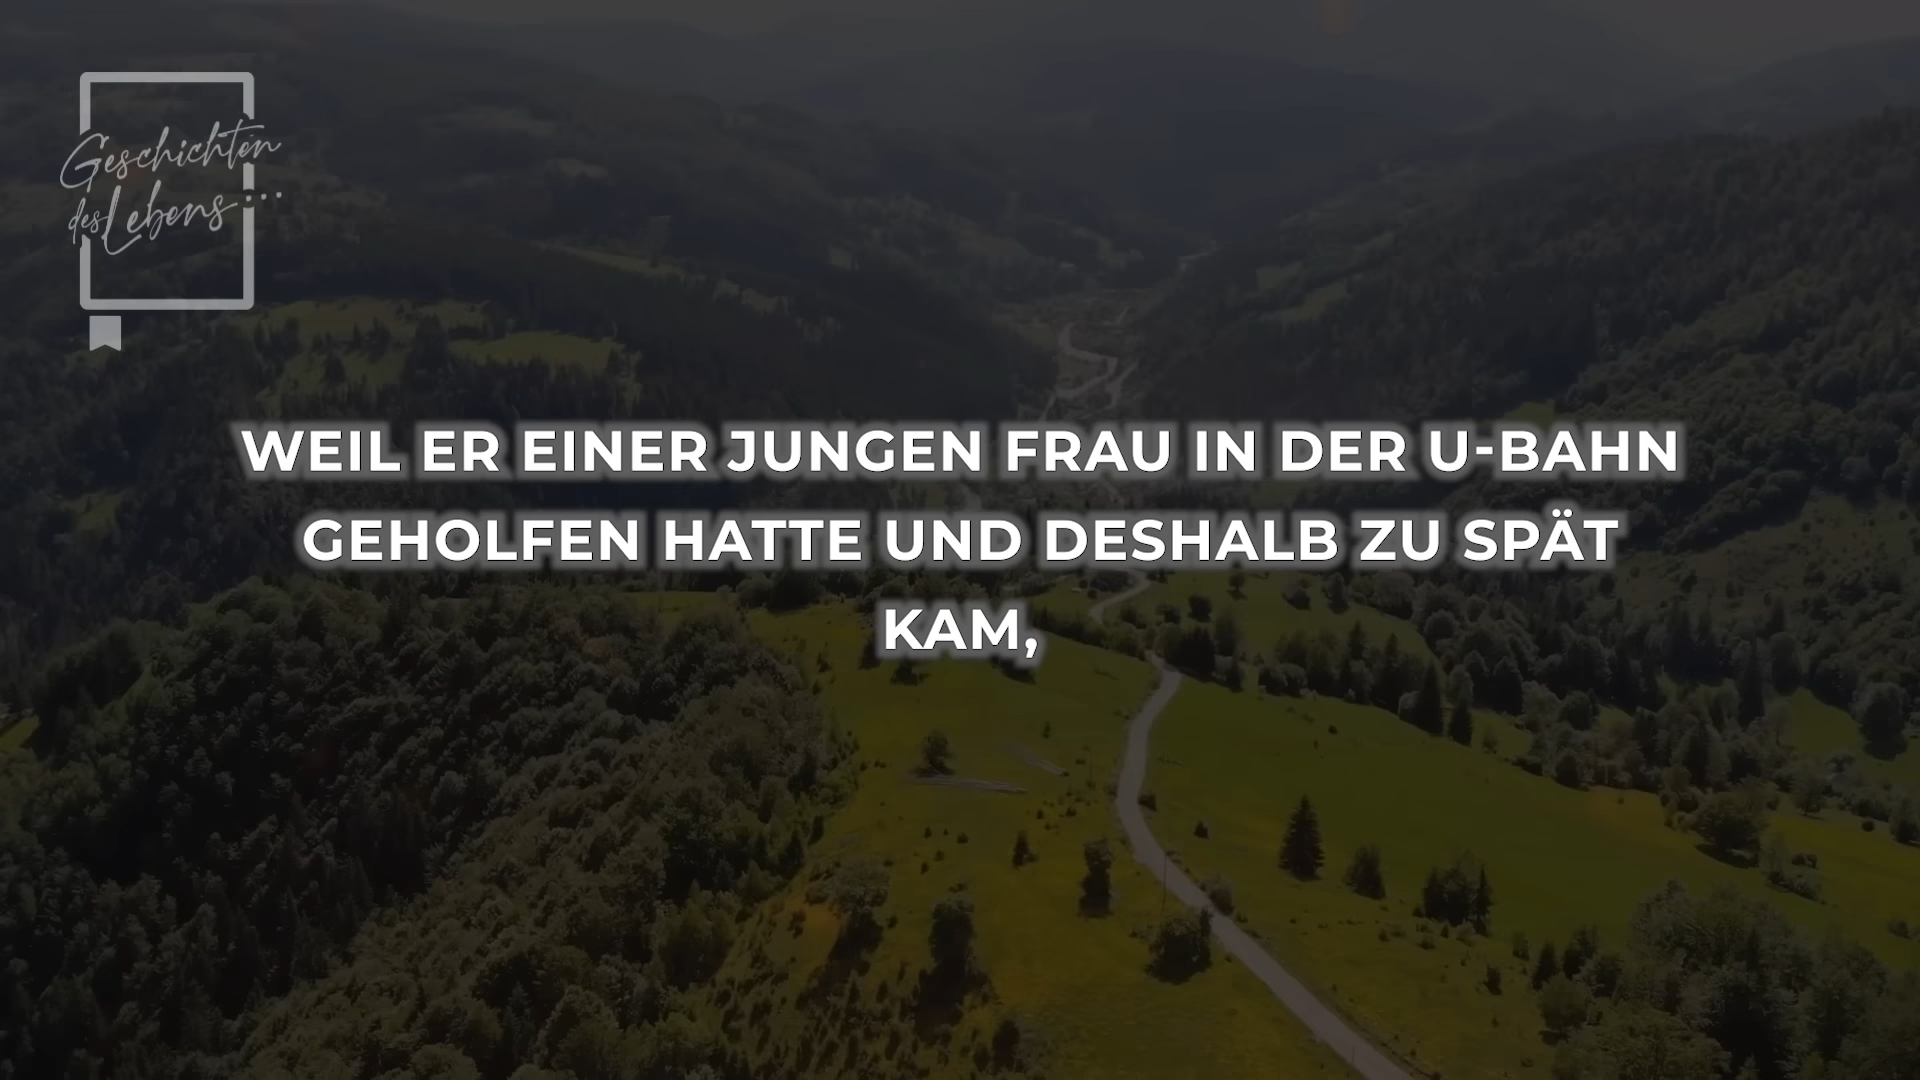 Geschichten
des Lebens...
WEIL ER EINER JUNGEN FRAU IN DER U-BAHN
GEHOLFEN HATTE UND DESHALB ZU SPÄT
KAM,